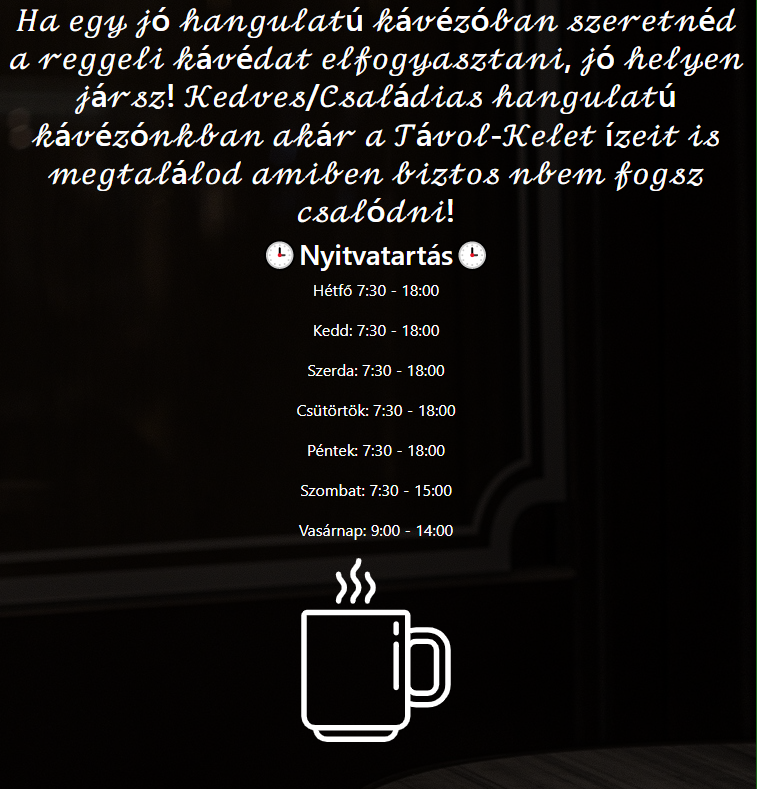 Ha egy jó hangulatú kávézóban szeretnéd
a reggeli kávédat elfogyasztani, jó helyen
jársz! Kedves/Családias hangulatú
kávézónkban akár a Távol-Kelet ízeit is
megtalálod amiben biztos nbem fogsz
csalódni!
🕒 Nyitvatartás 🕒
Hétfő 7:30 - 18:00
Kedd: 7:30 - 18:00
Szerda: 7:30 - 18:00
Csütörtök: 7:30 - 18:00
Péntek: 7:30 - 18:00
Szombat: 7:30 - 15:00
Vasárnap: 9:00 - 14:00